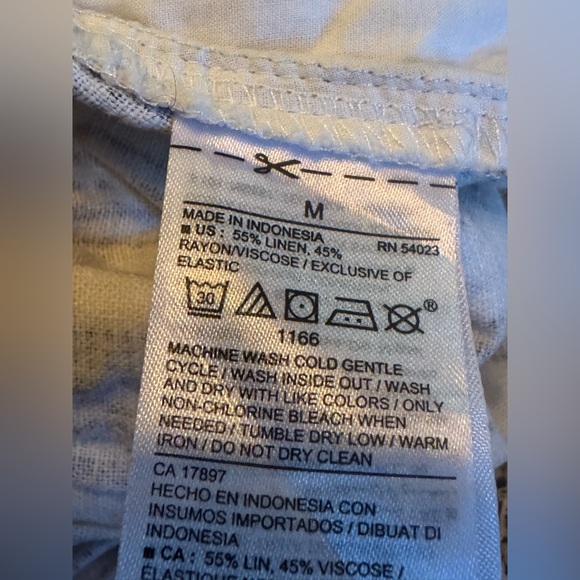 M
MADE IN INDONESIA RN 54023
■ US : 55% LINEN, 45%
RAYON/VISCOSE / EXCLUSIVE OF
ELASTIC
30 ®
1166
MACHINE WASH COLD GENTLE
CYCLE / WASH INSIDE OUT / WASH
AND DRY WITH LIKE COLORS / ONLY
NON-CHLORINE BLEACH WHEN
NEEDED / TUMBLE DRY LOW / WARM
IRON / DO NOT DRY CLEAN
CA 17897
HECHO EN INDONESIA CON
INSUMOS IMPORTADOS / DIBUAT DI
INDONESIA
■ CA : 55% LIN, 45% VISCOSE /